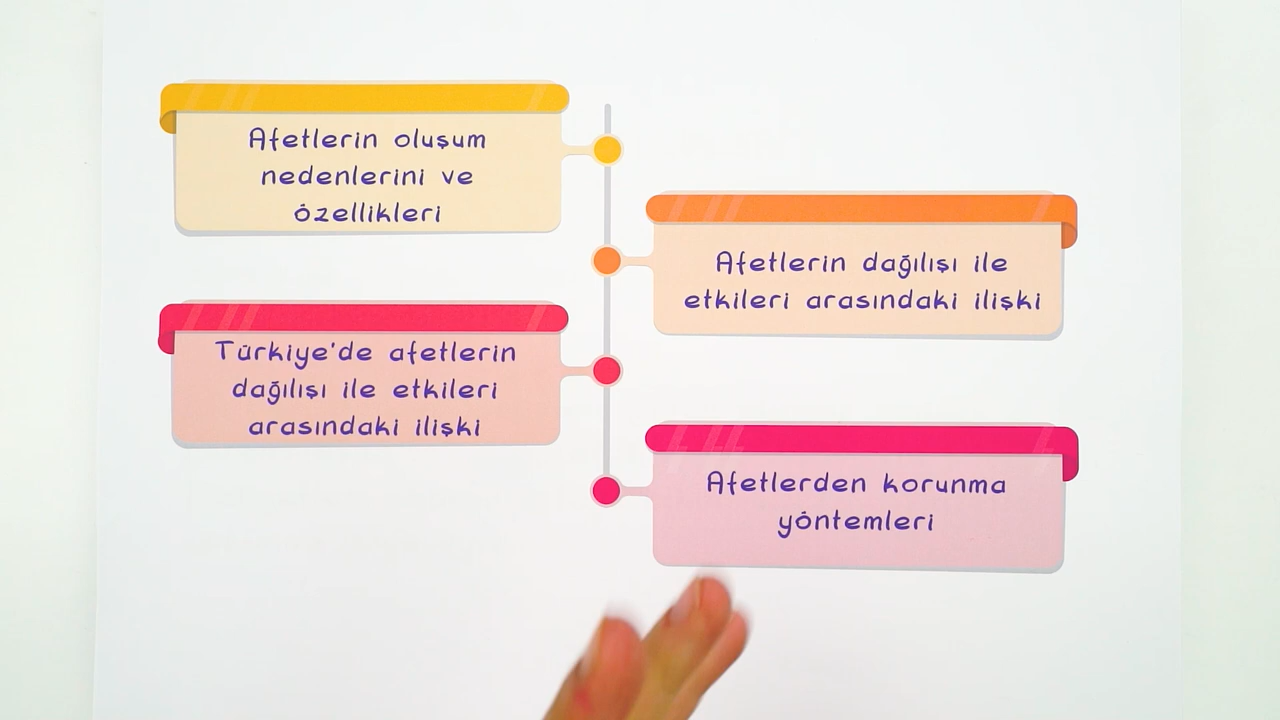 Afetlerin oluşum
nedenlerini ve
özellikleri
Afetlerin dağılışı ile
etkileri arasındaki ilişki
Türkiye'de afetlerin
dağılışı ile etkileri
arasındaki ilişki
Afetlerden korunma
yöntemleri